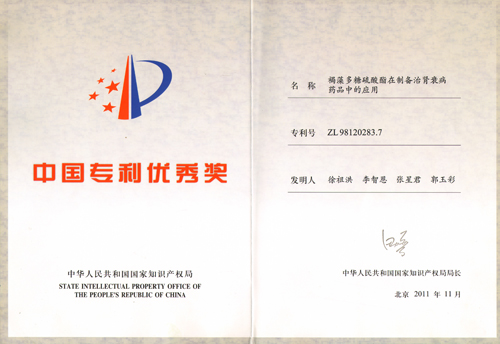 中国专利优秀奖
中华人民共和国国家知识产权局
STATE INTELLECTUAL PROPERTY OFFICE OF
THE PEOPLE'S REPUBLIC OF CHINA
名 称 褐藻多糖硫酸酯在制备治肾衰病
药品中的应用
专利号 ZL 98120283.7
发明人 徐祖洪 李智恩 张星君 郭玉彩
中华人民共和国国家知识产权局局长
北京 2011 年 11 月